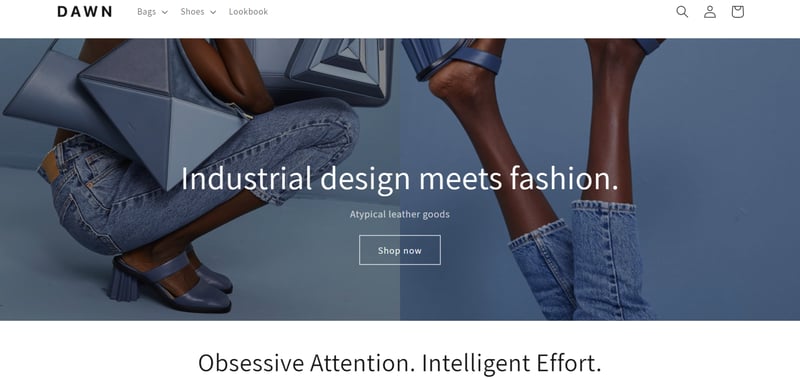 DAWN
Bags
Shoes
Lookbook
Industrial design meets fashion.
Atypical leather goods
Shop now
Obsessive Attention. Intelligent Effort.